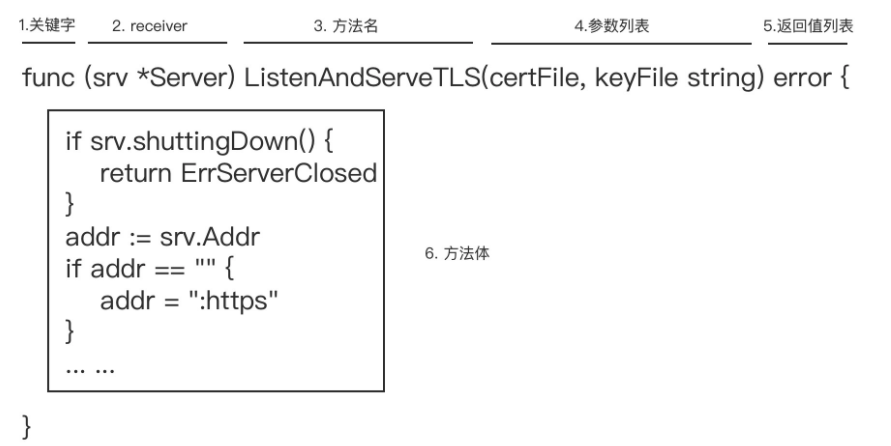 1.关键字 2. receiver 3. 方法名 4.参数列表 5.返回值列表
func (srv *Server) ListenAndServeTLS(certFile, keyFile string) error {
if srv.shuttingDown() {
return ErrServerClosed
}
addr := srv.Addr
if addr == "" {
addr = ":https"
}
... ...
6. 方法体
}